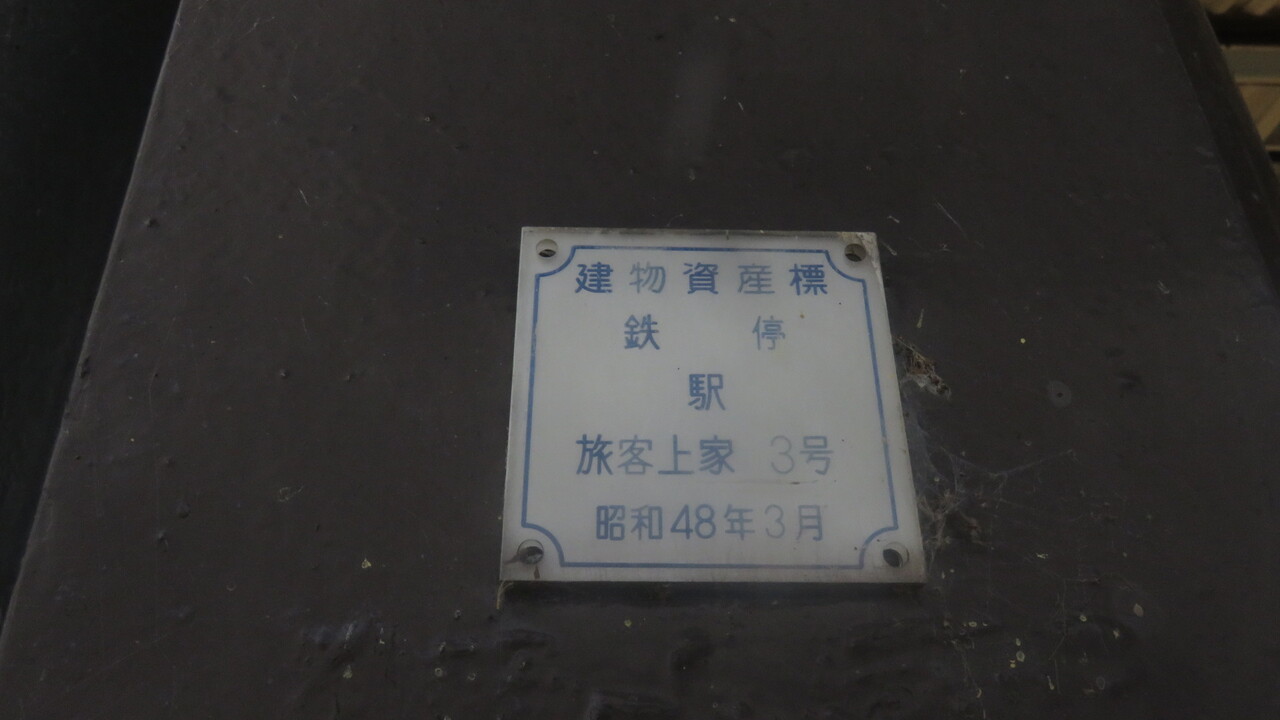 建物資産標
鉄 停
駅
旅客上家 3号
昭和48年3月